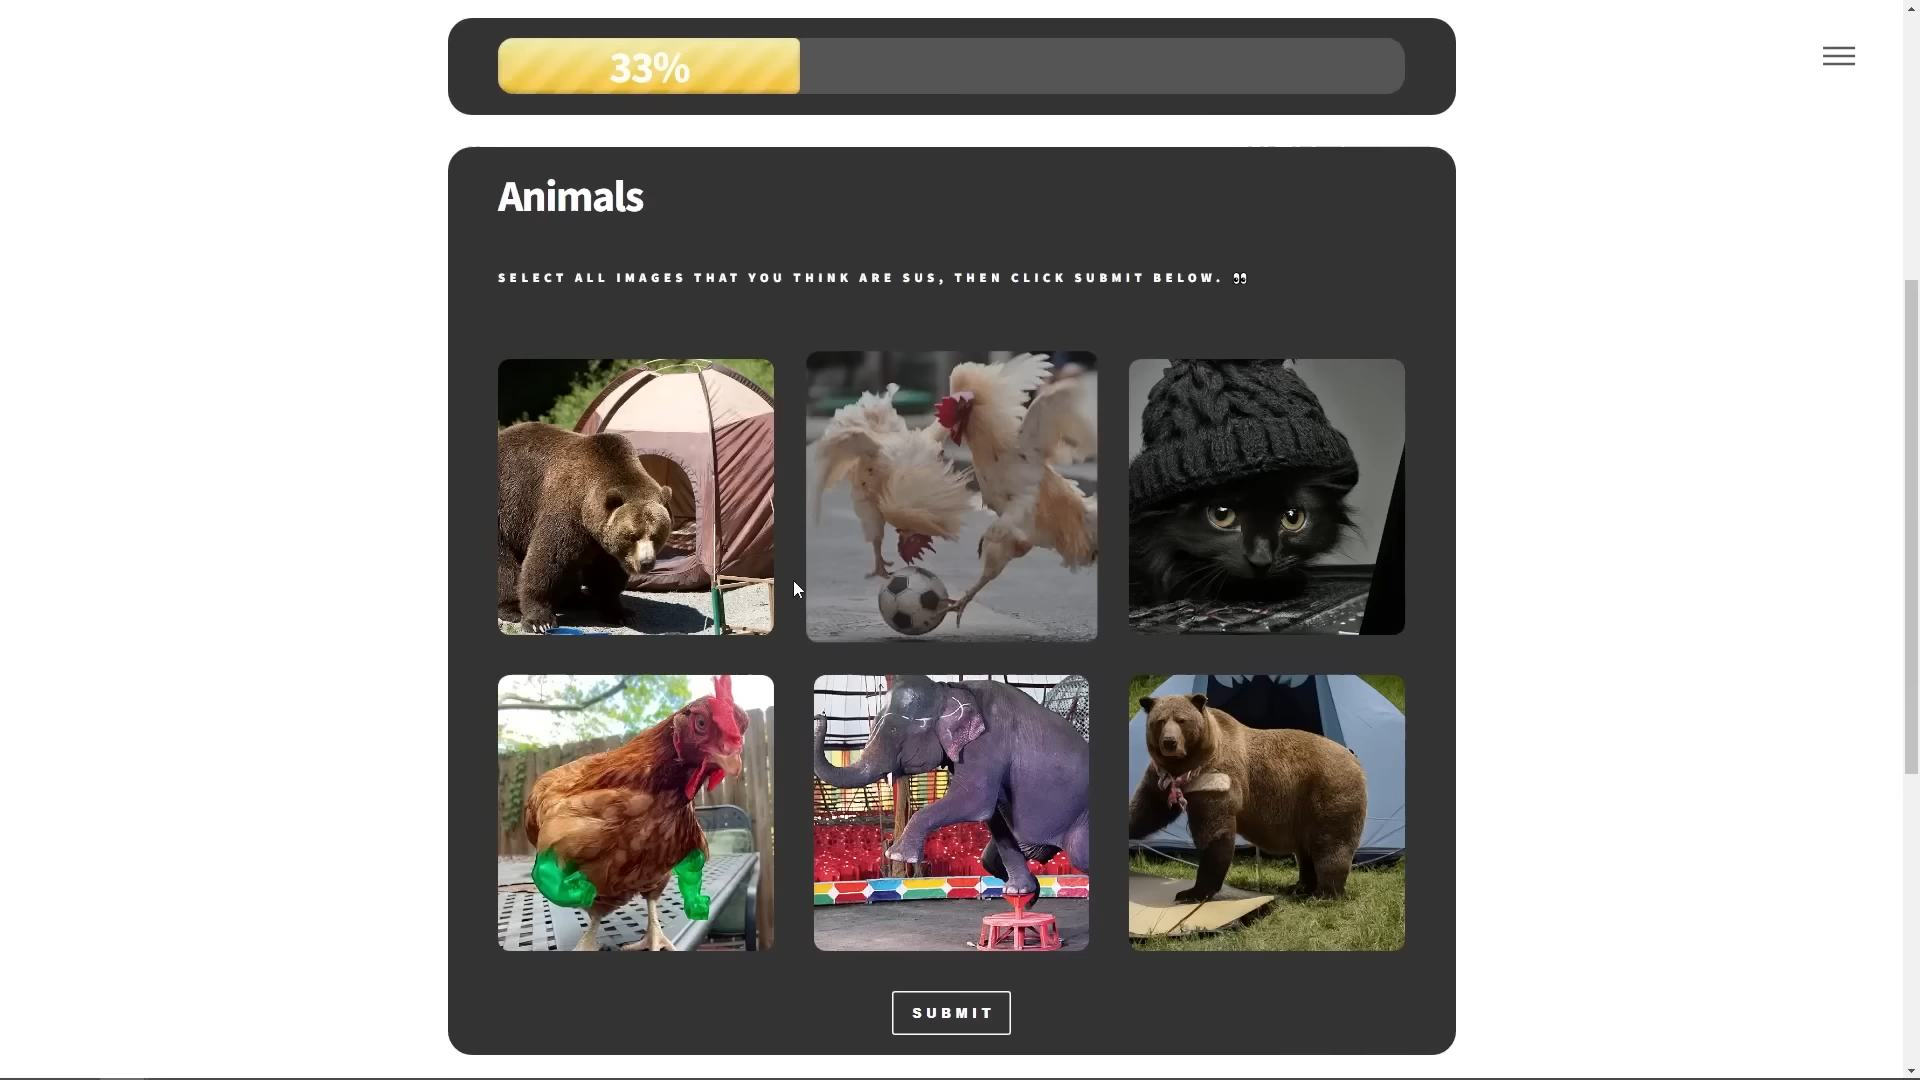 33%
Animals
SELECT ALL IMAGES THAT YOU THINK ARE SUS, THEN CLICK SUBMIT BELOW. 👀
SUBMIT